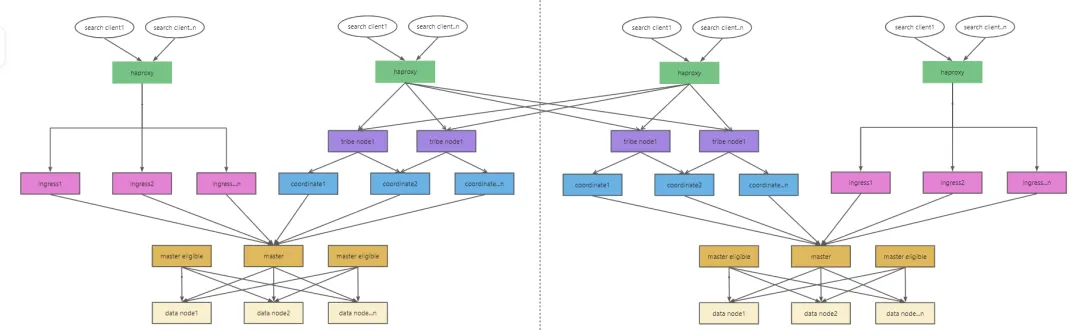 search client1 search client..n search client1 search client..n search client1 search client..n search client1 search client..n
haproxy haproxy haproxy haproxy
tribe node1 tribe node1 tribe node1 tribe node1
ingress1 ingress2 ingress...n coordinate1 coordinate2 coordinate...n coordinate1 coordinate2 coordinate...n ingress1 ingress2 ingress...n
master eligible master master eligible master eligible master master eligible
data node1 data node2 data node...n data node1 data node2 data node...n